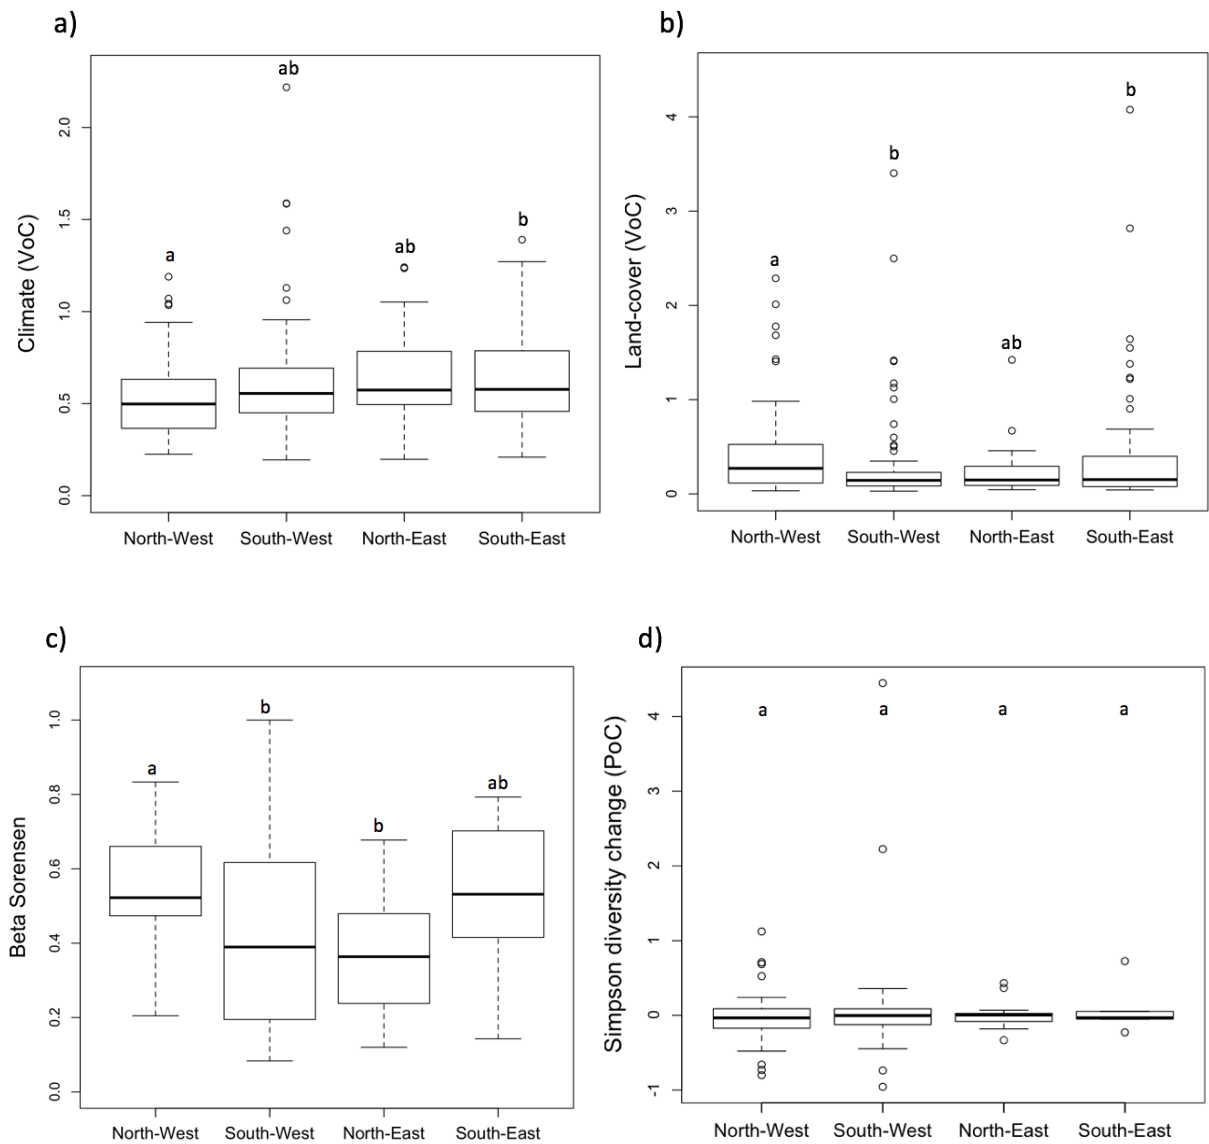 a)
Climate (VoC)
2.0
1.5
1.0
0.5
0.0
a
ab
ab
b
North-West South-West North-East South-East
b)
Land-cover (VoC)
4
3
2
1
0
a
b
ab
b
North-West South-West North-East South-East
c)
Beta Sorensen
1.0
0.8
0.6
0.4
0.2
0.0
a
b
b
ab
North-West South-West North-East South-East
d)
Simpson diversity change (PoC)
4
3
2
1
0
-1
a a a a
North-West South-West North-East South-East